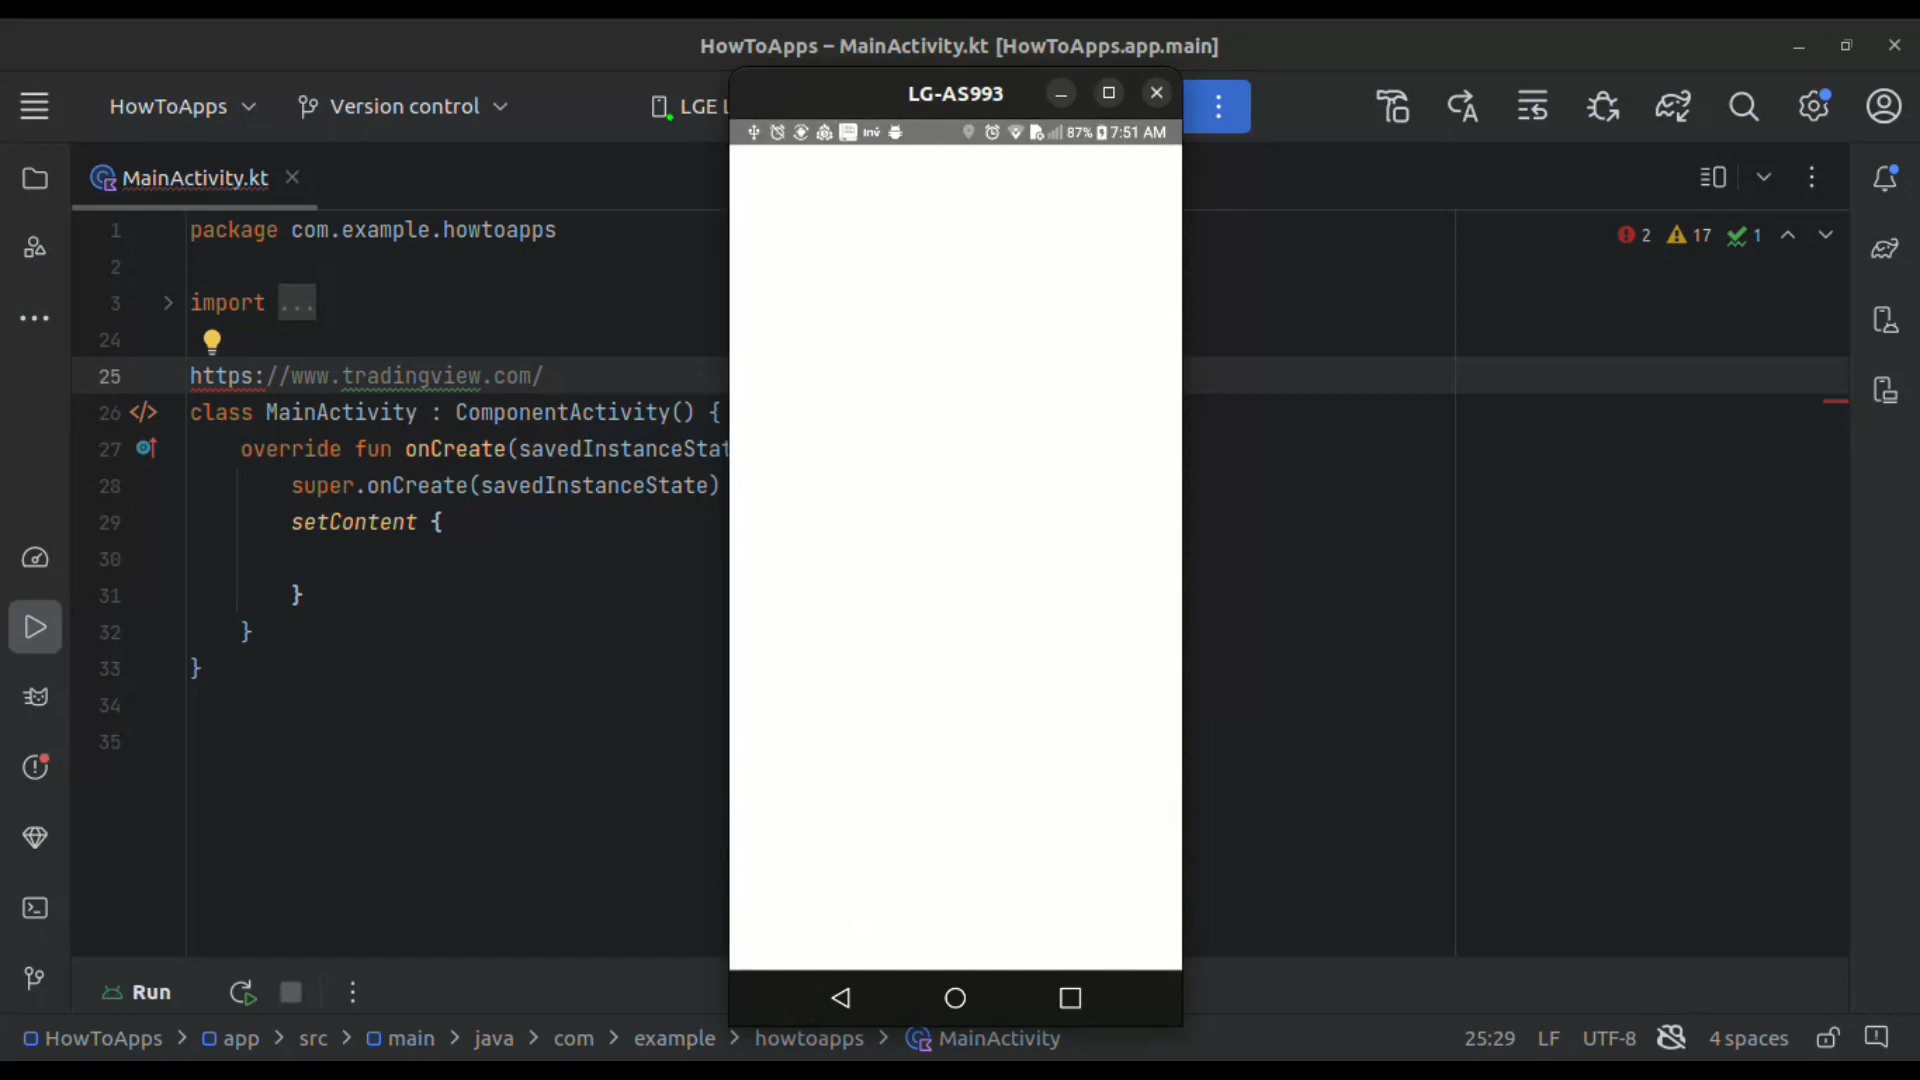 HowToApps – MainActivity.kt [HowToApps.app.main]
HowToApps
Version control
LGE L
LG-AS993
Inv
87%
7:51 AM
MainActivity.kt
2 17 1
1 package com.example.howtoapps
2
3 import ...
24
25 https://www.tradingview.com/
26 class MainActivity : ComponentActivity() {
27 override fun onCreate(savedInstanceStat
28 super.onCreate(savedInstanceState)
29 setContent {
30
31 }
32 }
33 }
34
35
Run
HowToApps > app > src > main > java > com > example > howtoapps > MainActivity
25:29 LF UTF-8 4 spaces